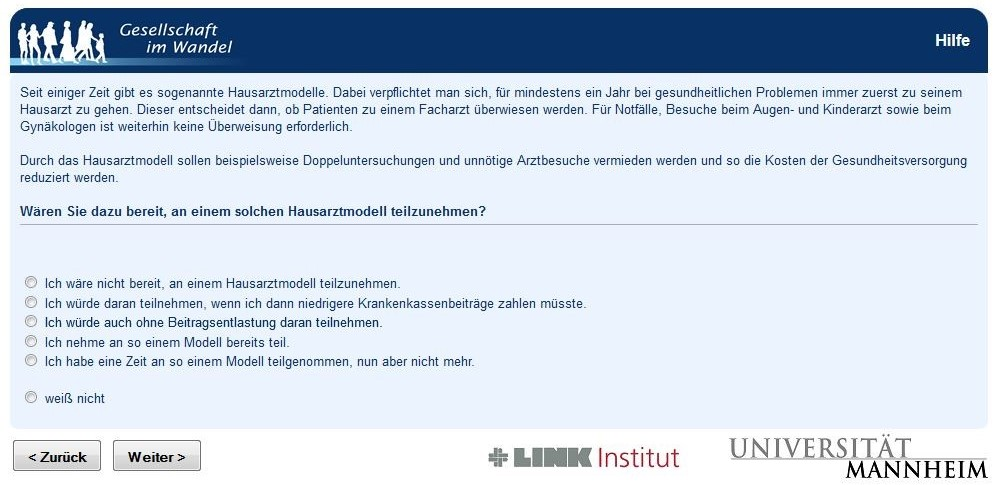 Gesellschaft
im Wandel
Hilfe
Seit einiger Zeit gibt es sogenannte Hausarztmodelle. Dabei verpflichtet man sich, für mindestens ein Jahr bei gesundheitlichen Problemen immer zuerst zu seinem
Hausarzt zu gehen. Dieser entscheidet dann, ob Patienten zu einem Facharzt überwiesen werden. Für Notfälle, Besuche beim Augen- und Kinderarzt sowie beim
Gynäkologen ist weiterhin keine Überweisung erforderlich.
Durch das Hausarztmodell sollen beispielsweise Doppeluntersuchungen und unnötige Arztbesuche vermieden werden und so die Kosten der Gesundheitsversorgung
reduziert werden.
Wären Sie dazu bereit, an einem solchen Hausarztmodell teilzunehmen?
Ich wäre nicht bereit, an einem Hausarztmodell teilzunehmen.
Ich würde daran teilnehmen, wenn ich dann niedrigere Krankenkassenbeiträge zahlen müsste.
Ich würde auch ohne Beitragsentlastung daran teilnehmen.
Ich nehme an so einem Modell bereits teil.
Ich habe eine Zeit an so einem Modell teilgenommen, nun aber nicht mehr.
weiß nicht
< Zurück
Weiter >
LINK Institut
UNIVERSITÄT
MANNHEIM